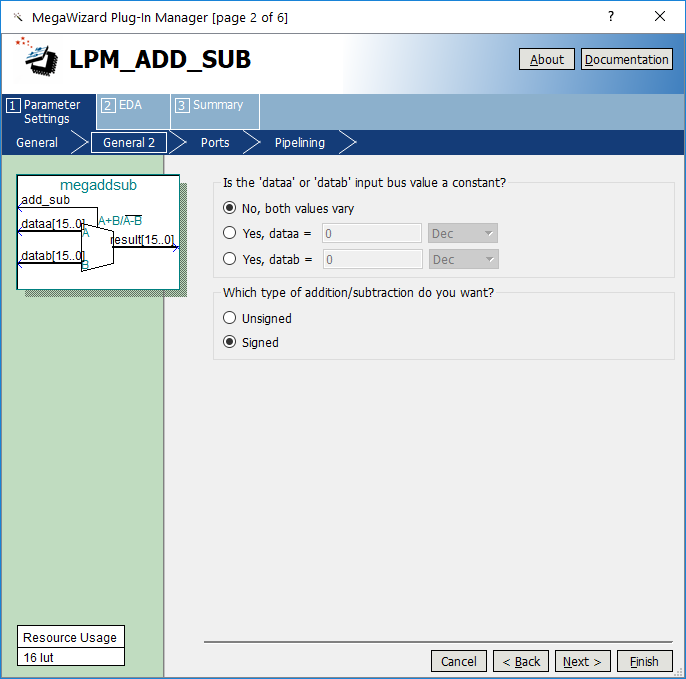 MegaWizard Plug-In Manager [page 2 of 6]
?
LPM_ADD_SUB
About
Documentation
1 Parameter Settings
2 EDA
3 Summary
General
General 2
Ports
Pipelining
megaddsub
add_sub
A+B/A-B
dataa[15..0]
A
result[15..0]
datab[15..0]
B
Is the 'dataa' or 'datab' input bus value a constant?
No, both values vary
Yes, dataa = 0 Dec
Yes, datab = 0 Dec
Which type of addition/subtraction do you want?
Unsigned
Signed
Resource Usage
16 lut
Cancel
< Back
Next >
Finish